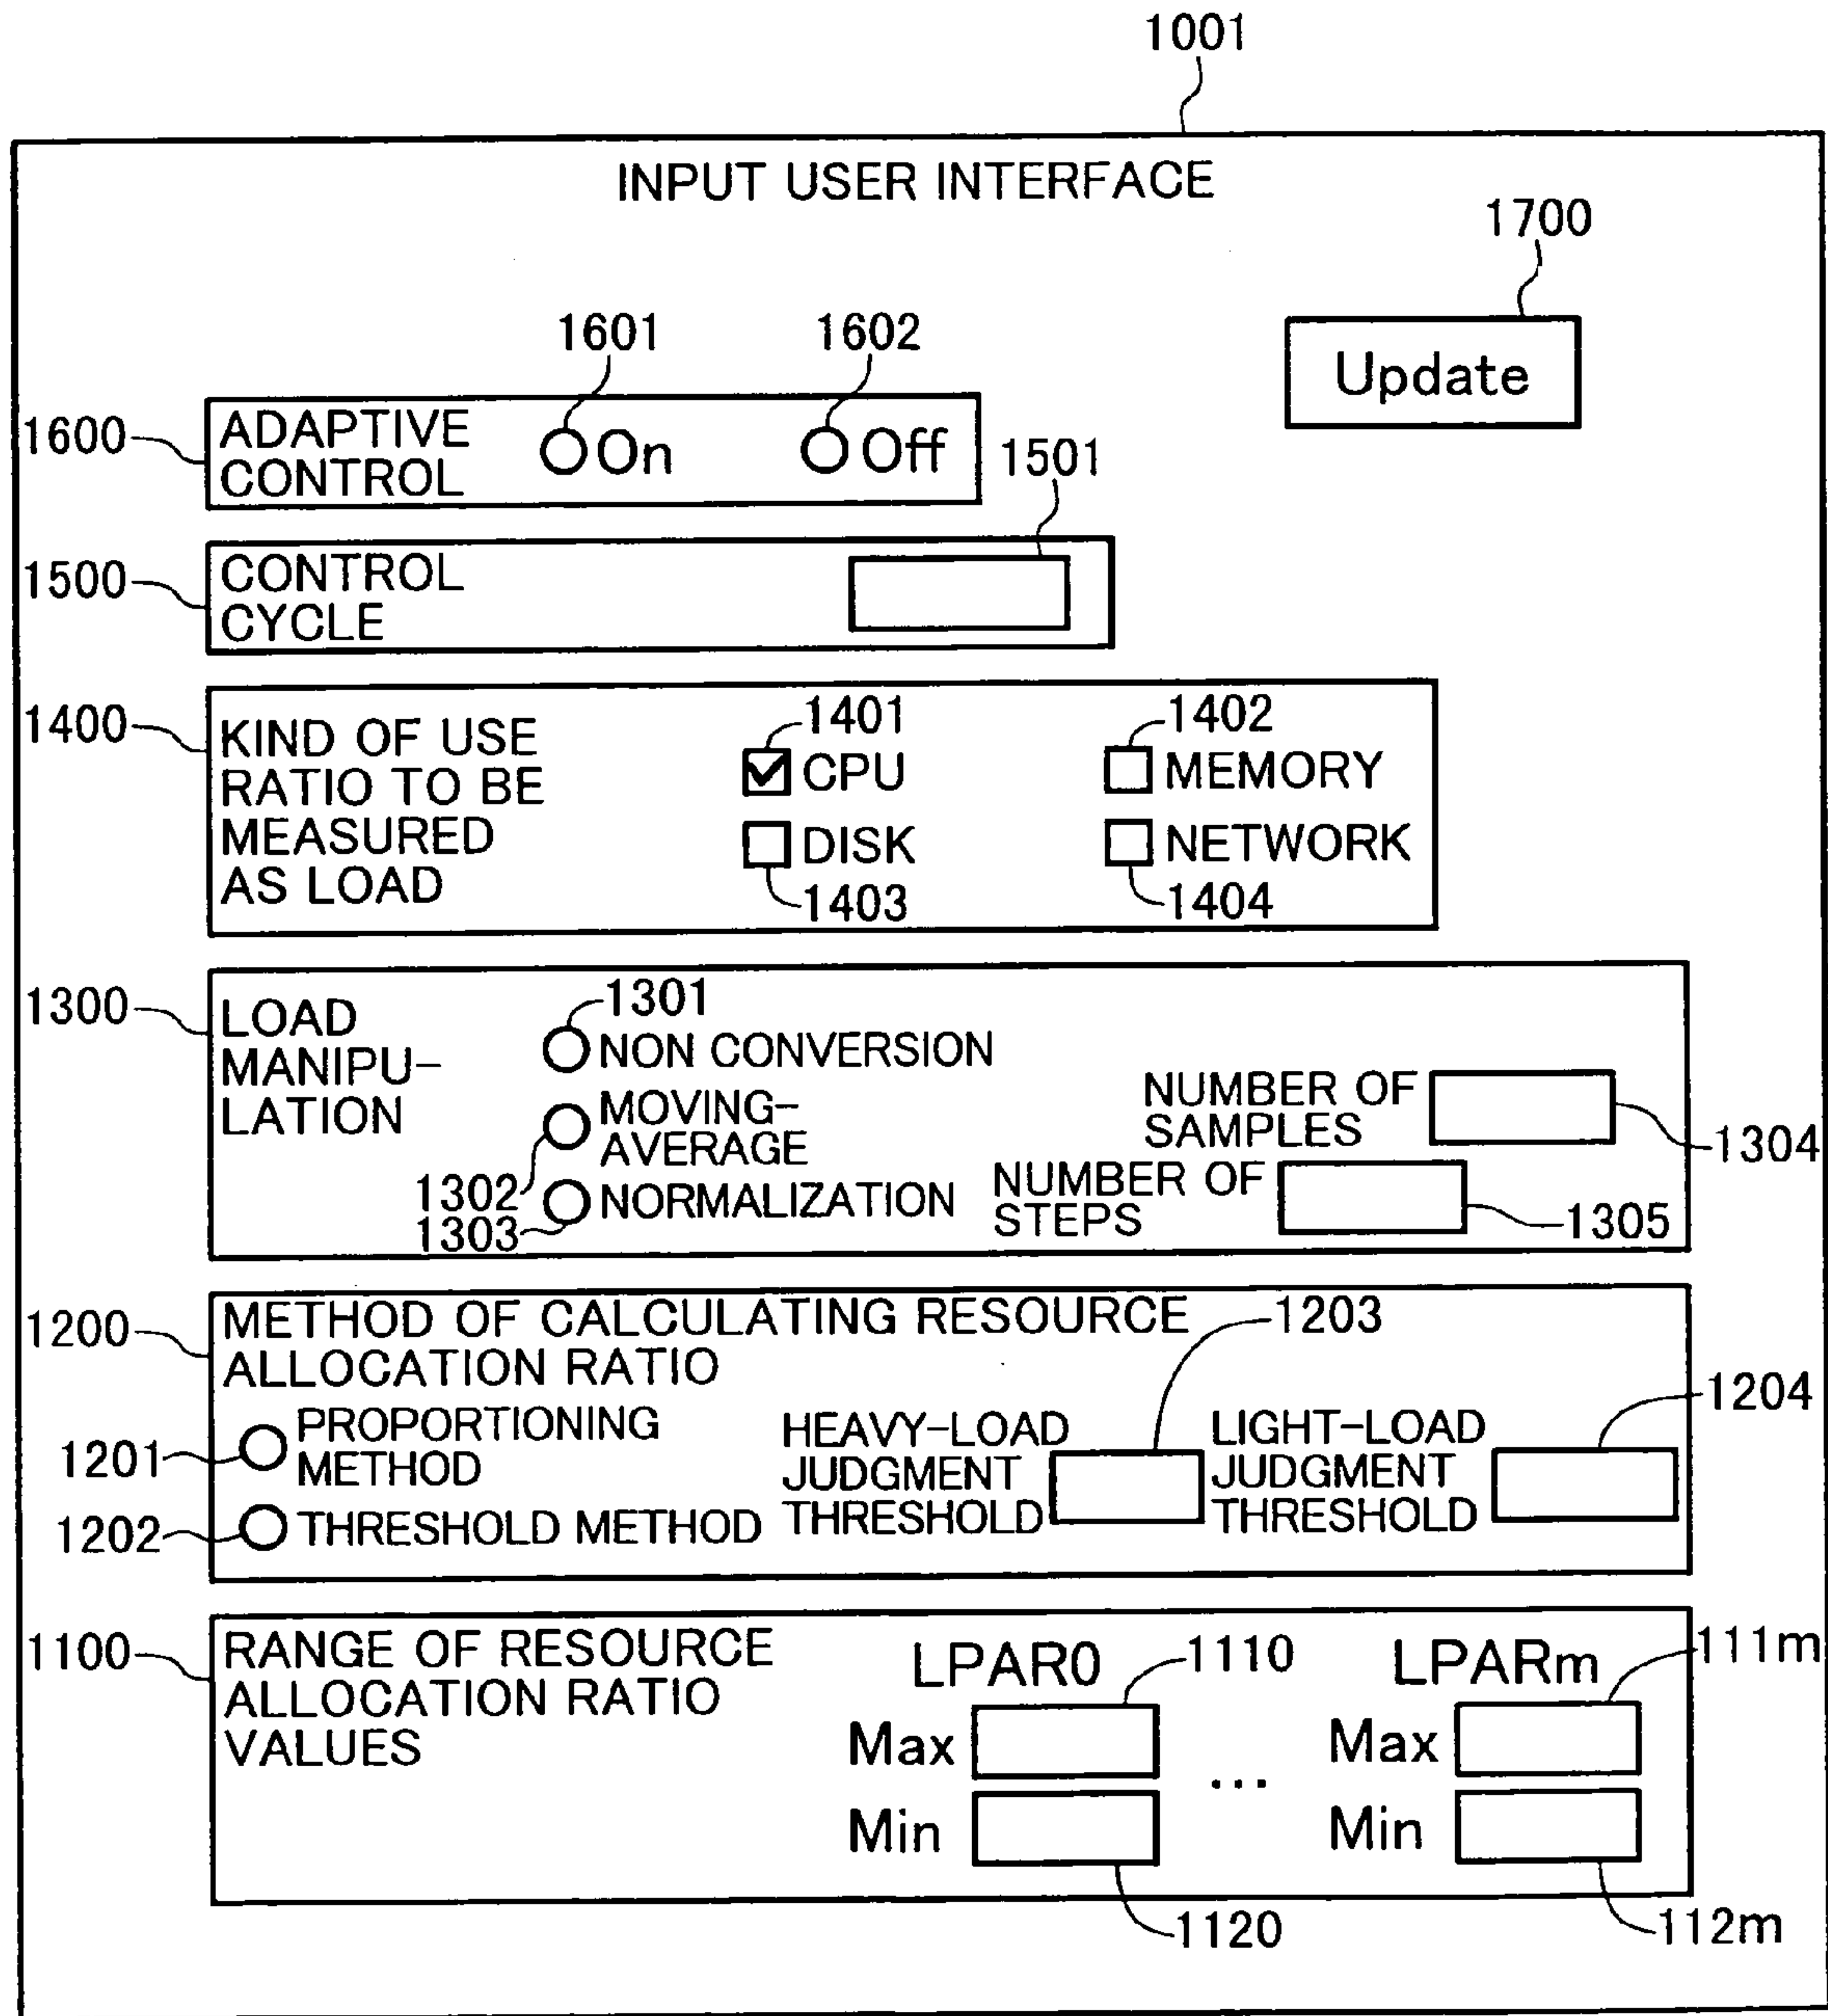 1001
INPUT USER INTERFACE
1700
Update
1601
1602
1600
ADAPTIVE
CONTROL
On
Off
1501
1500
CONTROL
CYCLE
1400
KIND OF USE
RATIO TO BE
MEASURED
AS LOAD
1401
CPU
1402
MEMORY
DISK
1403
NETWORK
1404
1300
LOAD
MANIPU-
LATION
1301
NON CONVERSION
MOVING-
AVERAGE
1302
NORMALIZATION
1303
NUMBER OF
SAMPLES
1304
NUMBER OF
STEPS
1305
1200
METHOD OF CALCULATING RESOURCE
ALLOCATION RATIO
1203
1204
1201
PROPORTIONING
METHOD
1202
THRESHOLD METHOD
HEAVY-LOAD
JUDGMENT
THRESHOLD
LIGHT-LOAD
JUDGMENT
THRESHOLD
1100
RANGE OF RESOURCE
ALLOCATION RATIO
VALUES
LPAR0
1110
Max
Min
1120
...
LPARm
111m
Max
Min
112m